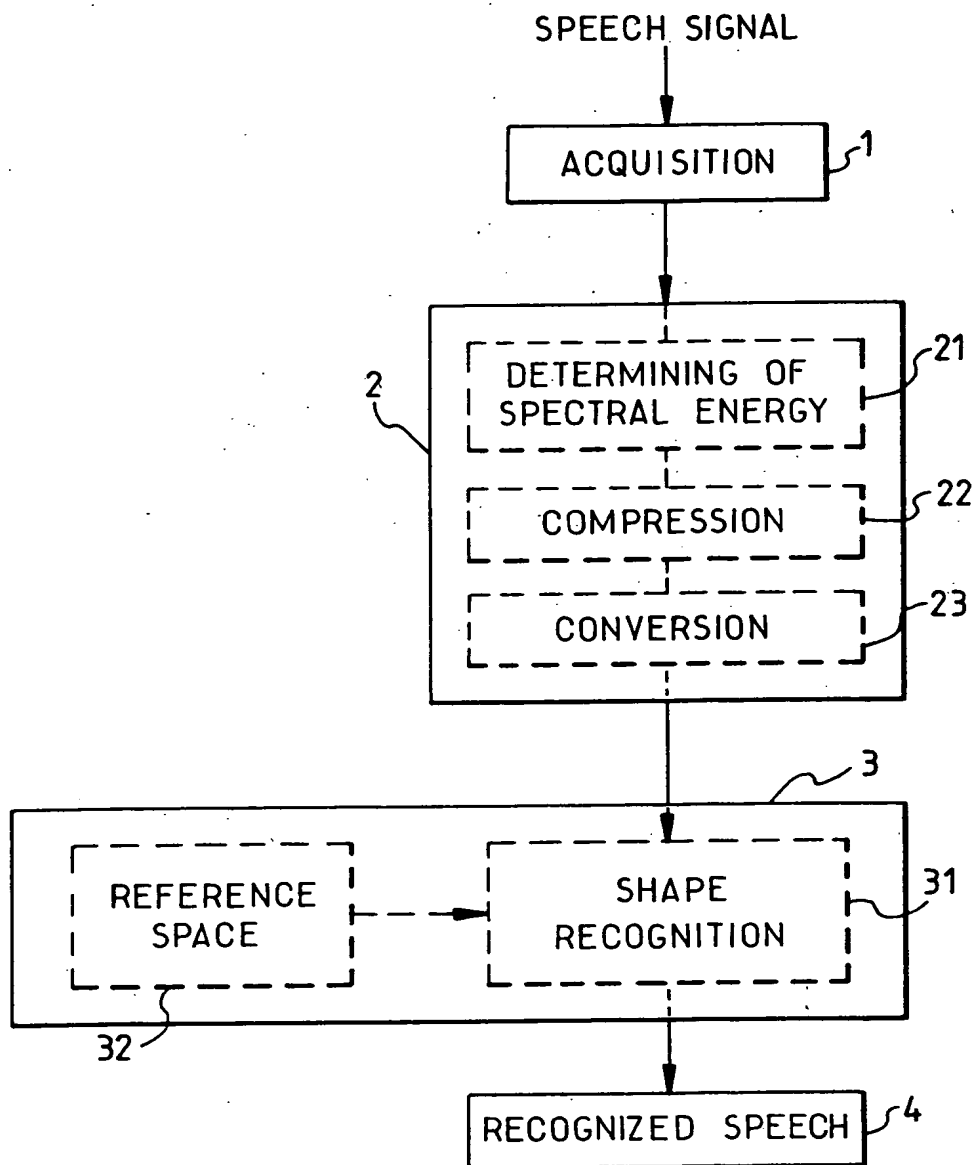 SPEECH SIGNAL
ACQUISITION
1
2
DETERMINING OF
SPECTRAL ENERGY
21
COMPRESSION
22
CONVERSION
23
3
REFERENCE
SPACE
32
SHAPE
RECOGNITION
31
RECOGNIZED SPEECH
4